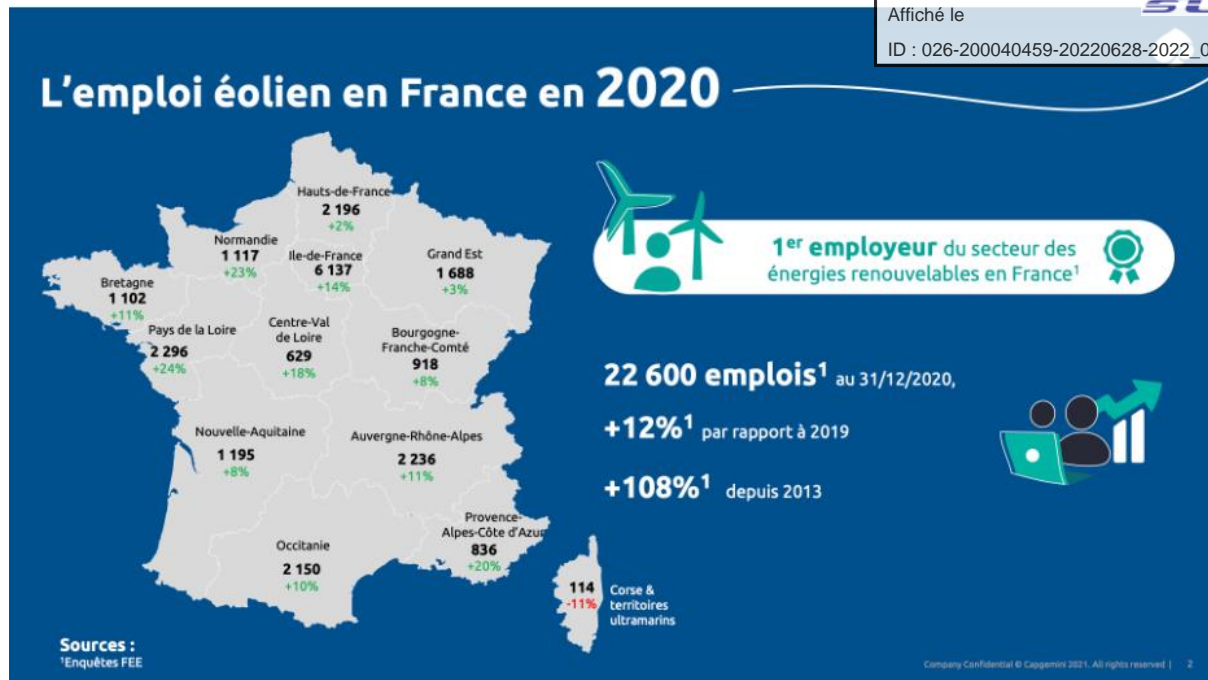 Affiché le
ID : 026-200040459-20220628-2022_0
L'emploi éolien en France en 2020
Hauts-de-France
2 196
+2%
Normandie
1 117
+23%
Ile-de-France
6 137
+14%
Grand Est
1 688
+3%
Bretagne
1 102
+11%
Pays de la Loire
2 296
+24%
Centre-Val
de Loire
629
+18%
Bourgogne-
Franche-Comté
918
+8%
Nouvelle-Aquitaine
1 195
+8%
Auvergne-Rhône-Alpes
2 236
+11%
Provence-
Alpes-Côte d'Azur
836
+20%
Occitanie
2 150
+10%
114
-11%
Corse &
territoires
ultramarins
1er employeur du secteur des
énergies renouvelables en France¹
22 600 emplois¹ au 31/12/2020,
+12%¹ par rapport à 2019
+108%¹ depuis 2013
Sources :
¹Enquêtes FEE
Company Confidential © Capgemini 2021. All rights reserved | 2